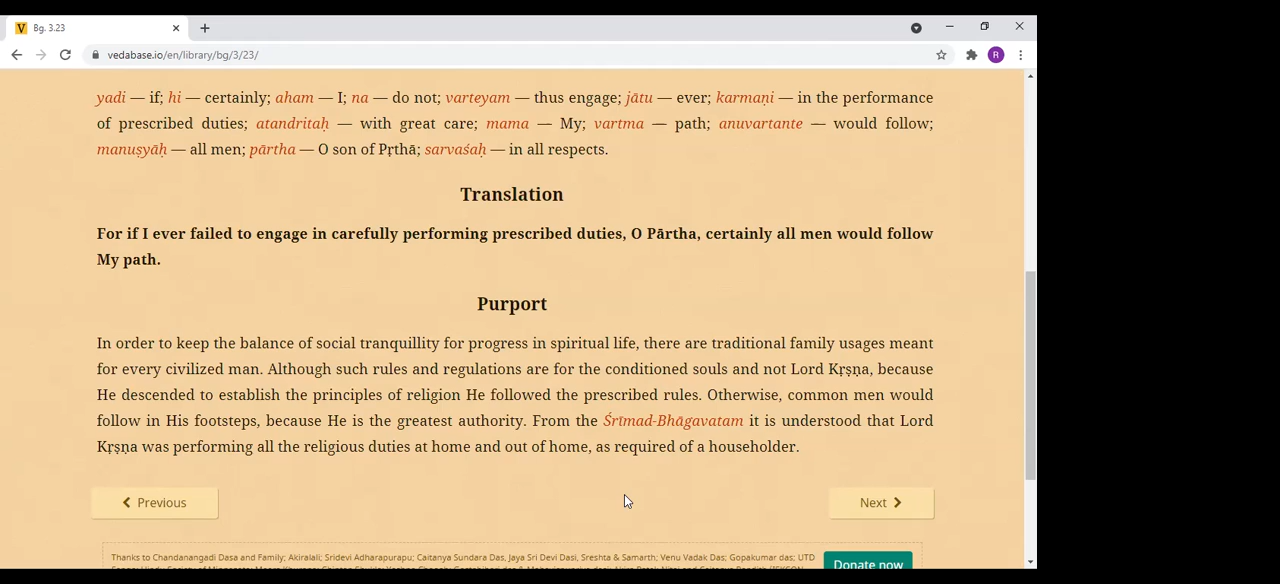 Bg. 3.23
vedabase.io/en/library/bg/3/23/
R
yadi — if; hi — certainly; aham — I; na — do not; varteyam — thus engage; jātu — ever; karmaṇi — in the performance
of prescribed duties; atandritaḥ — with great care; mama — My; vartma — path; anuvartante — would follow;
manuṣyāḥ — all men; pārtha — O son of Pṛthā; sarvaśaḥ — in all respects.
Translation
For if I ever failed to engage in carefully performing prescribed duties, O Pārtha, certainly all men would follow
My path.
Purport
In order to keep the balance of social tranquillity for progress in spiritual life, there are traditional family usages meant
for every civilized man. Although such rules and regulations are for the conditioned souls and not Lord Kṛṣṇa, because
He descended to establish the principles of religion He followed the prescribed rules. Otherwise, common men would
follow in His footsteps, because He is the greatest authority. From the Śrīmad-Bhāgavatam it is understood that Lord
Kṛṣṇa was performing all the religious duties at home and out of home, as required of a householder.
Previous
Next
Thanks to Chandanangadi Dasa and Family; Akiralali; Sridevi Adharapurapu; Caitanya Sundara Das, Jaya Sri Devi Dasi, Sreshta & Samarth; Venu Vadak Das; Gopakumar das; UTD
Donate now